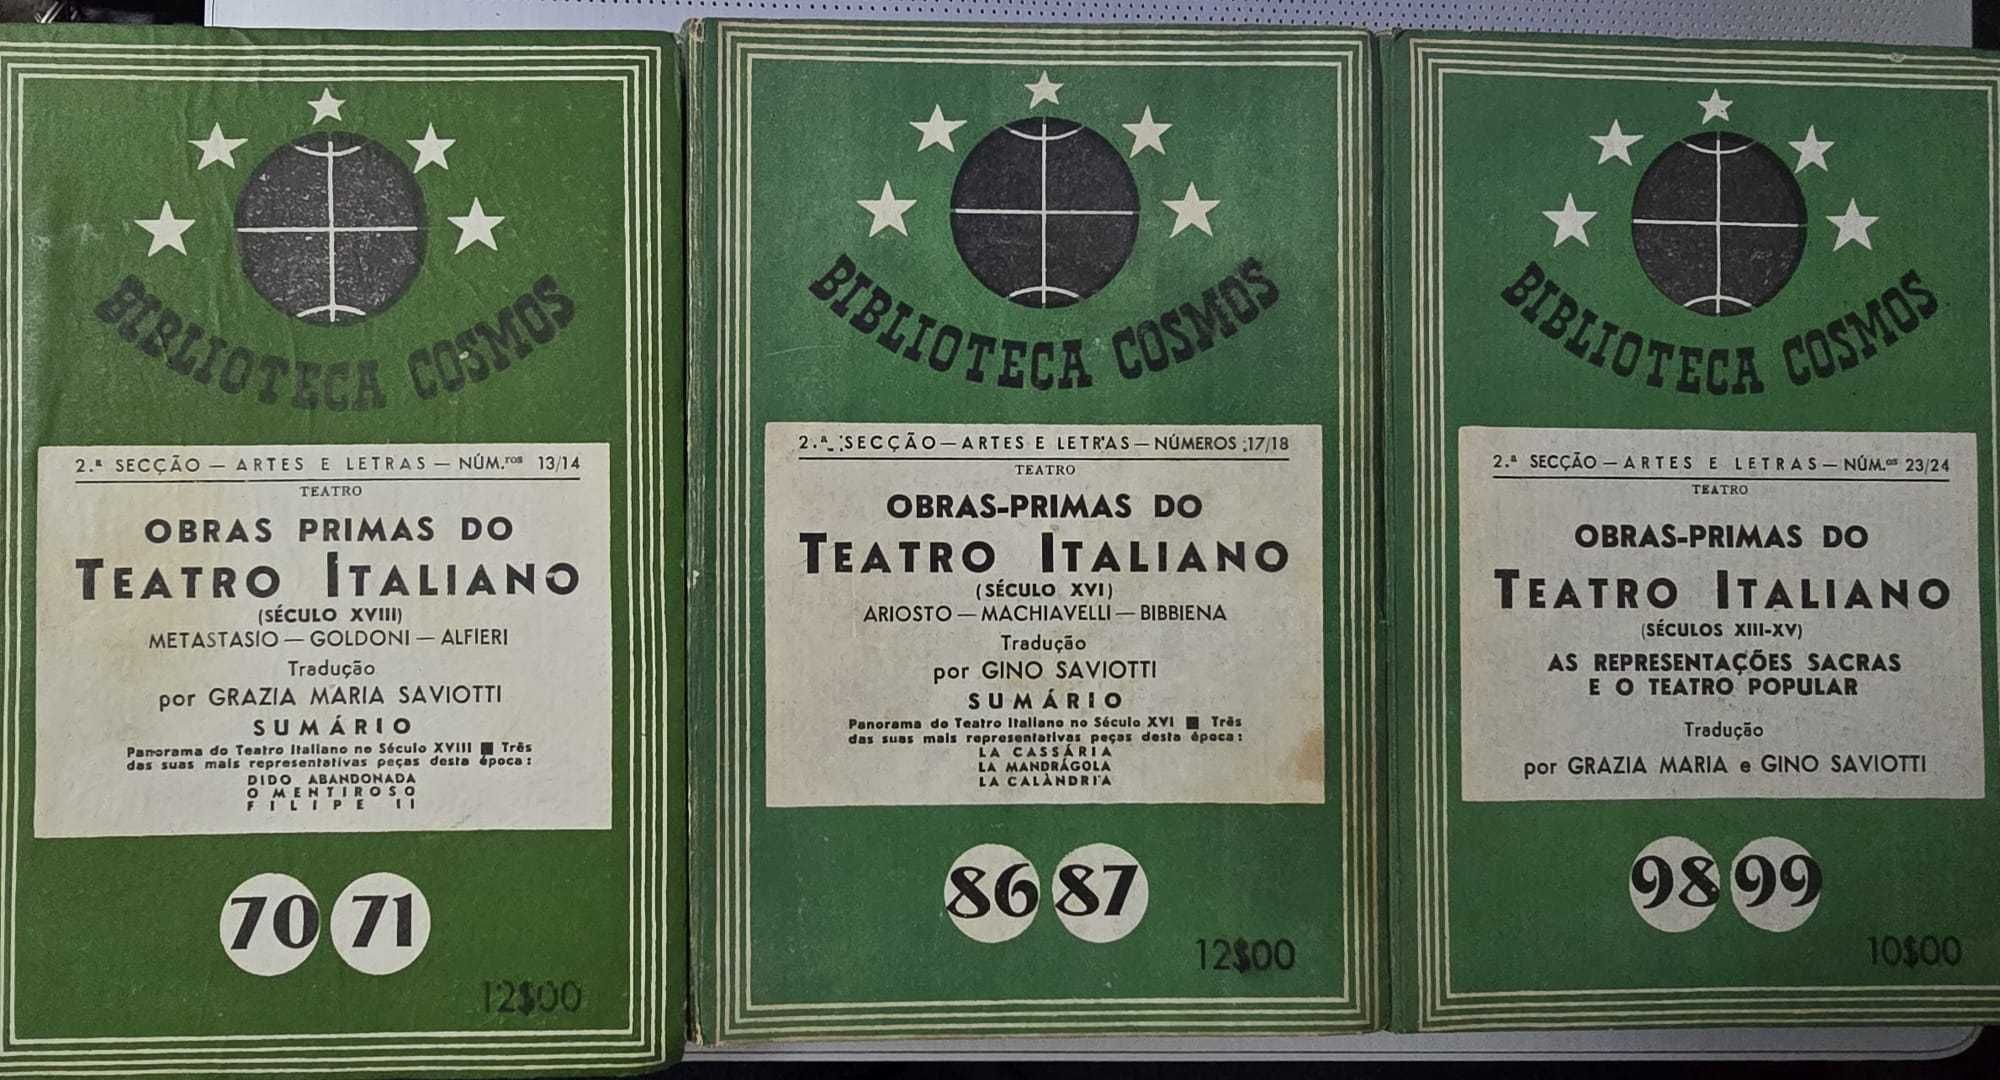 BIBLIOTECA COSMOS
2.ª SECÇÃO — ARTES E LETRAS — NÚM.ros 13/14
TEATRO
OBRAS PRIMAS DO
TEATRO ITALIANO
(SÉCULO XVIII)
METASTASIO — GOLDONI — ALFIERI
Tradução
por GRAZIA MARIA SAVIOTTI
SUMÁRIO
Panorama do Teatro Italiano no Século XVIII ■ Três
das suas mais representativas peças desta época:
DIDO ABANDONADA
O MENTIROSO
FILIPE II
70 71
12$00
BIBLIOTECA COSMOS
2.ª SECÇÃO — ARTES E LETRAS — NÚMEROS 17/18
TEATRO
OBRAS-PRIMAS DO
TEATRO ITALIANO
(SÉCULO XVI)
ARIOSTO — MACHIAVELLI — BIBBIENA
Tradução
por GINO SAVIOTTI
SUMÁRIO
Panorama do Teatro Italiano no Século XVI ■ Três
das suas mais representativas peças desta época:
LA CASSÁRIA
LA MANDRÁGOLA
LA CALÀNDRIA
86 87
12$00
BIBLIOTECA COSMOS
2.ª SECÇÃO — ARTES E LETRAS — NÚM.os 23/24
TEATRO
OBRAS-PRIMAS DO
TEATRO ITALIANO
(SÉCULOS XIII-XV)
AS REPRESENTAÇÕES SACRAS
E O TEATRO POPULAR
Tradução
por GRAZIA MARIA e GINO SAVIOTTI
98 99
10$00